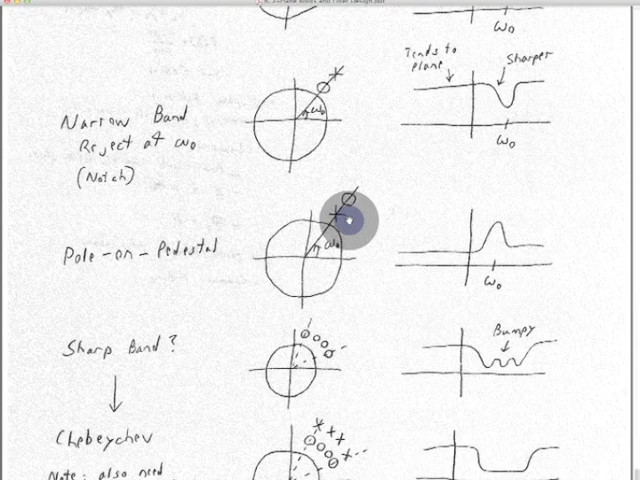 ω₀
Tends to
plane
Sharper
Narrow Band
Reject at ω₀
(Notch)
ω₀
ω₀
Pole-on-Pedestal
ω₀
ω₀
Sharp Band?
Bumpy
Chebeychev
Note: also need